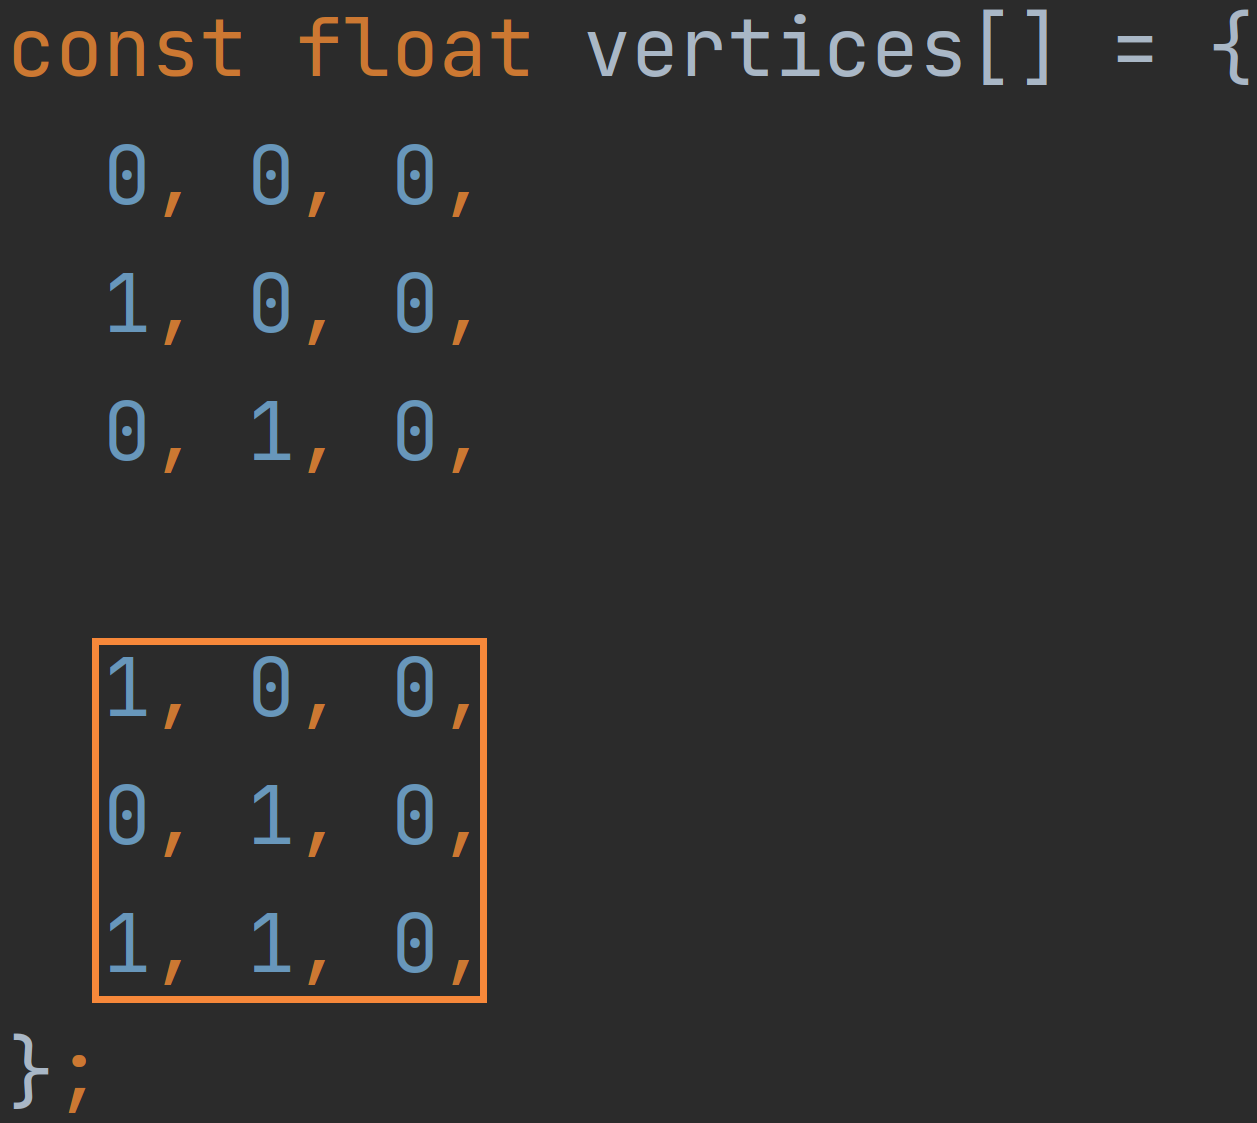 const float vertices[] = {
0, 0, 0,
1, 0, 0,
0, 1, 0,
1, 0, 0,
0, 1, 0,
1, 1, 0,
};